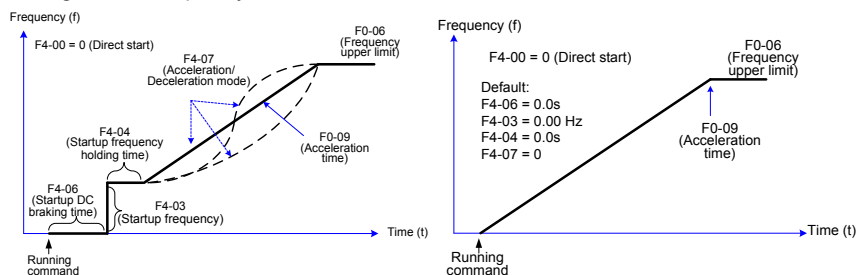 Frequency (f)
F4-00 = 0 (Direct start)
F4-07
(Acceleration/
Deceleration mode)
F0-06
(Frequency
upper limit)
F4-04
(Startup frequency
holding time)
F0-09
(Acceleration
time)
F4-06
(Startup DC
braking time)
F4-03
(Startup frequency)
Time (t)
Running
command
Frequency (f)
F4-00 = 0 (Direct start)
F0-06
(Frequency
upper limit)
Default:
F4-06 = 0.0s
F4-03 = 0.00 Hz
F4-04 = 0.0s
F4-07 = 0
F0-09
(Acceleration
time)
Time (t)
Running
command